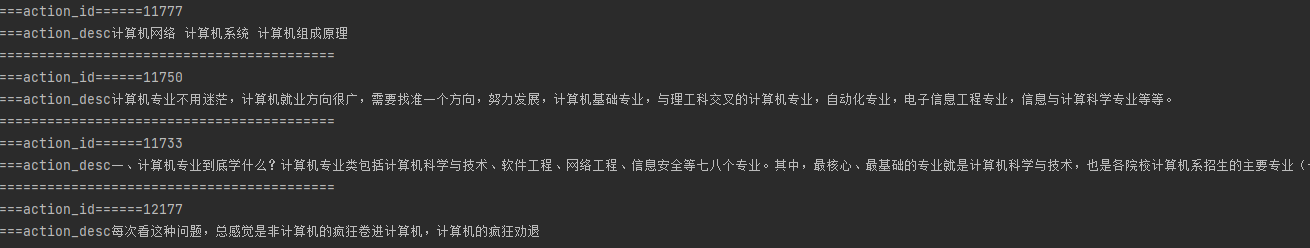 ===action_id======11777
===action_desc计算机网络 计算机系统 计算机组成原理
==========================================
===action_id======11750
===action_desc计算机专业不用迷茫，计算机就业方向很广，需要找准一个方向，努力发展，计算机基础专业，与理工科交叉的计算机专业，自动化专业，电子信息工程专业，信息与计算科学专业等等。
==========================================
===action_id======11733
===action_desc一、计算机专业到底学什么？计算机专业类包括计算机科学与技术、软件工程、网络工程、信息安全等七八个专业。其中，最核心、最基础的专业就是计算机科学与技术，也是各院校计算机系招生的主要专业（
==========================================
===action_id======12177
===action_desc每次看这种问题，总感觉是非计算机的疯狂卷进计算机，计算机的疯狂劝退